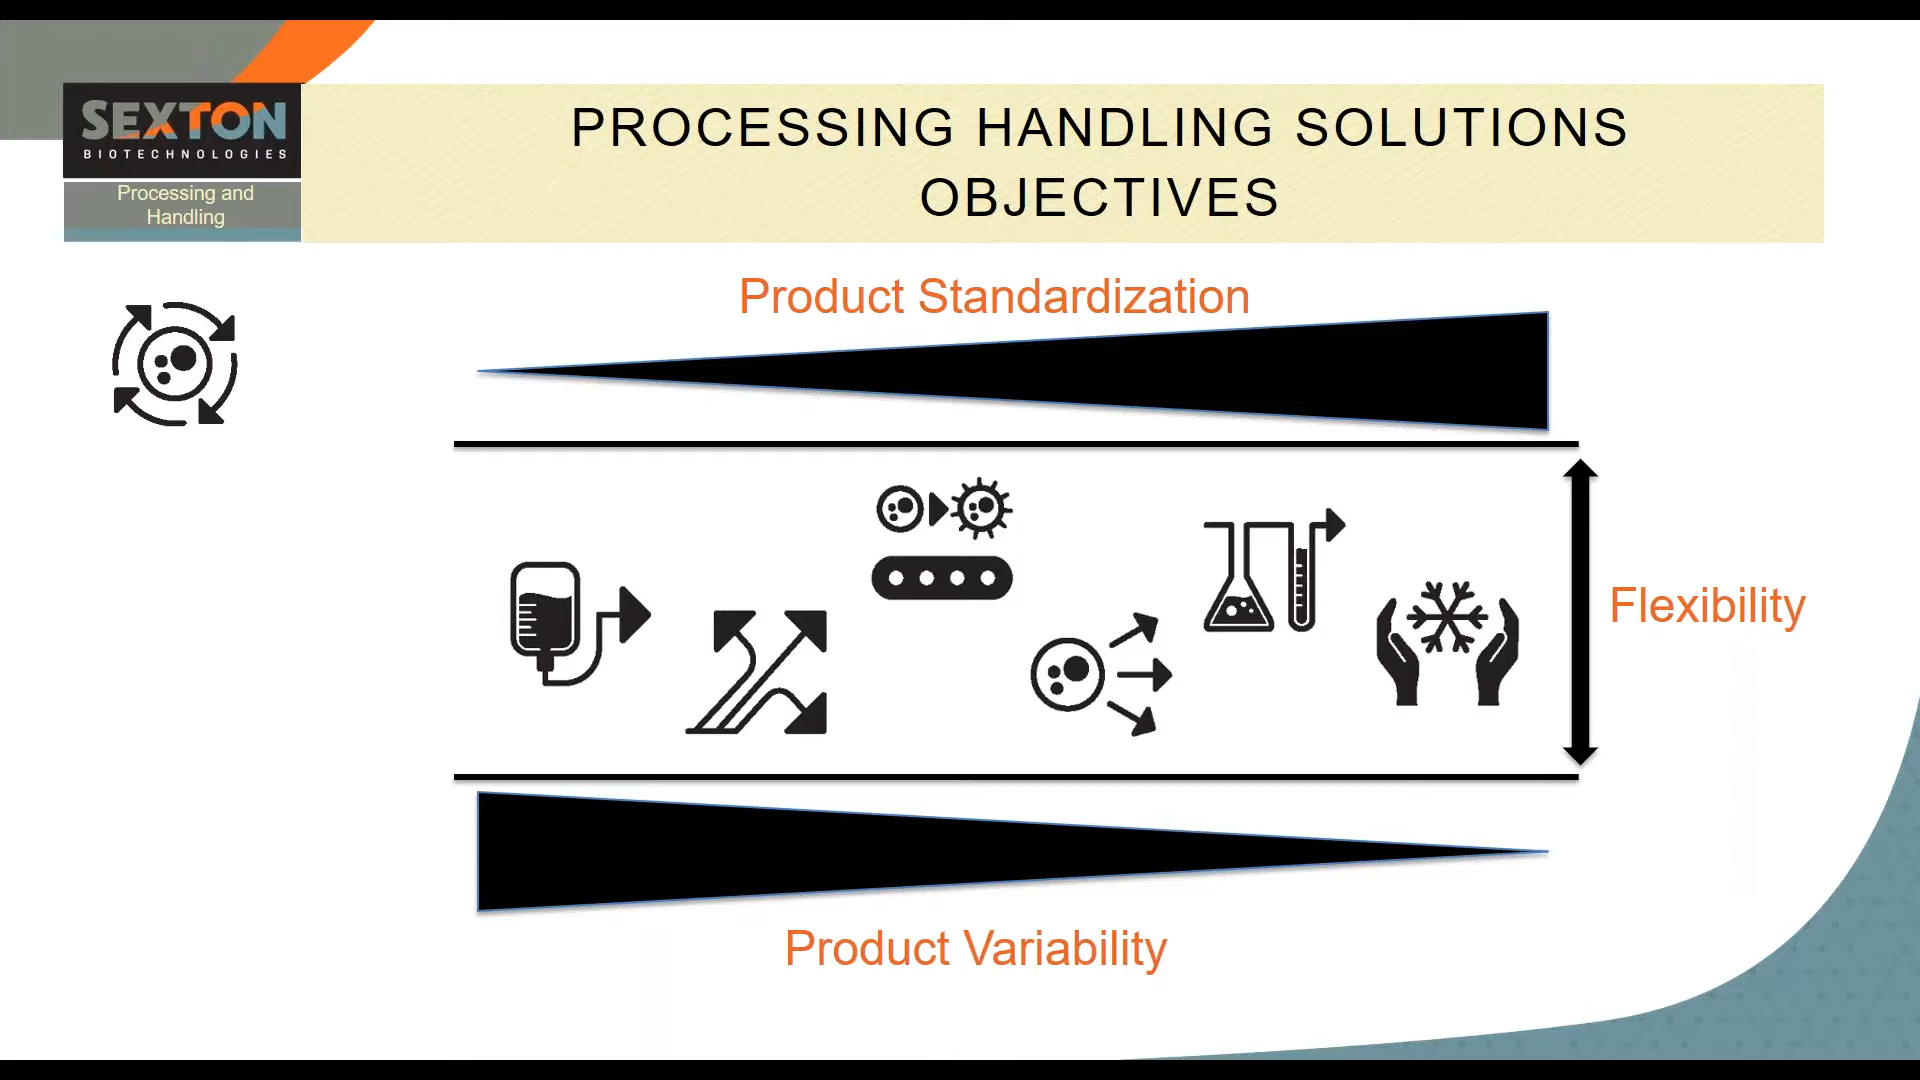 SEXTON
BIOTECHNOLOGIES
Processing and
Handling
PROCESSING HANDLING SOLUTIONS
OBJECTIVES
Product Standardization
Flexibility
Product Variability